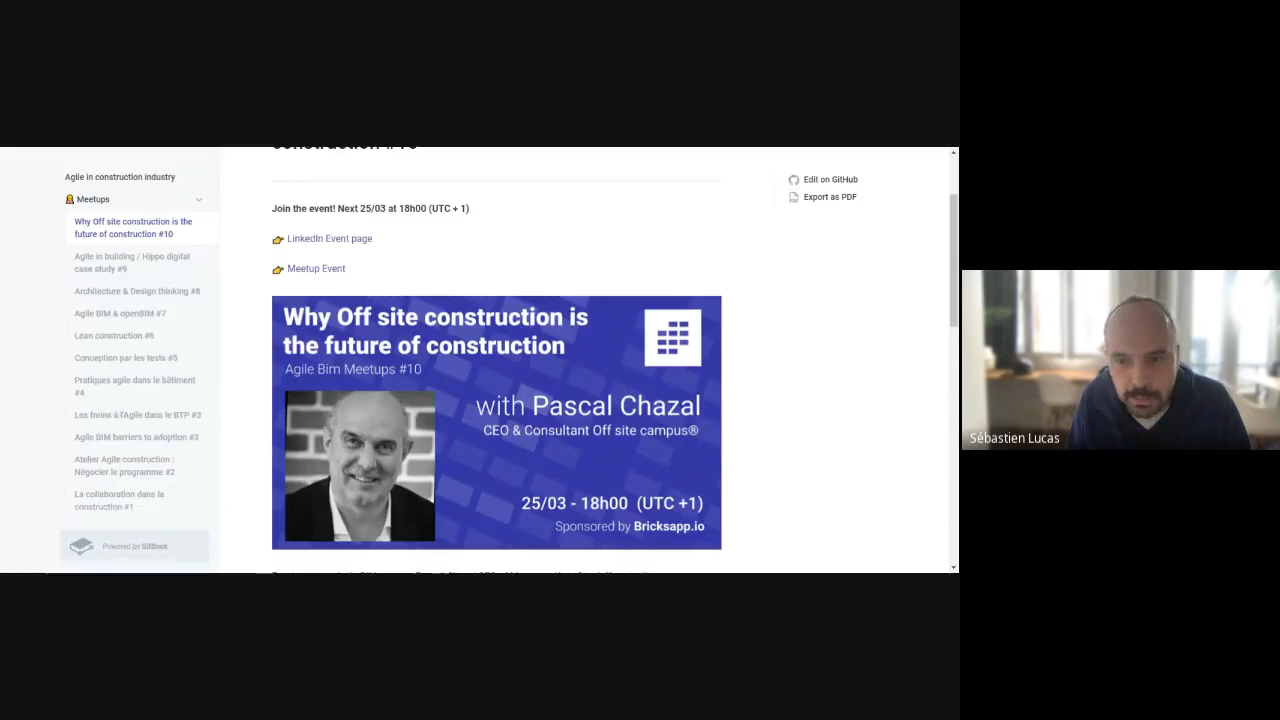 construction #10
Agile in construction industry
Meetups
Why Off site construction is the
future of construction #10
Agile in building / Hippo digital
case study #9
Architecture & Design thinking #8
Agile BIM & openBIM #7
Lean construction #6
Conception par les tests #5
Pratiques agile dans le bâtiment
#4
Les freins à l'Agile dans le BTP #3
Agile BIM barriers to adoption #3
Atelier Agile construction :
Négocier le programme #2
La collaboration dans la
construction #1
Powered by GitBook
Join the event! Next 25/03 at 18h00 (UTC + 1)
LinkedIn Event page
Meetup Event
Why Off site construction is
the future of construction
Agile Bim Meetups #10
with Pascal Chazal
CEO & Consultant Off site campus®
25/03 - 18h00 (UTC +1)
Sponsored by Bricksapp.io
Edit on GitHub
Export as PDF
PDF
Sébastien Lucas